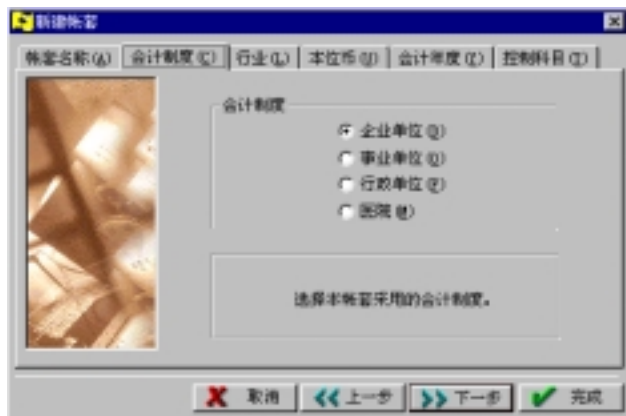 新建帐套
帐套名称(A) 会计制度(C) 行业(L) 本位币(U) 会计年度(Y) 控制科目(T)
会计制度
企业单位(Q)
事业单位(O)
行政单位(P)
医院(M)
选择本帐套采用的会计制度。
取消 上一步 下一步 完成